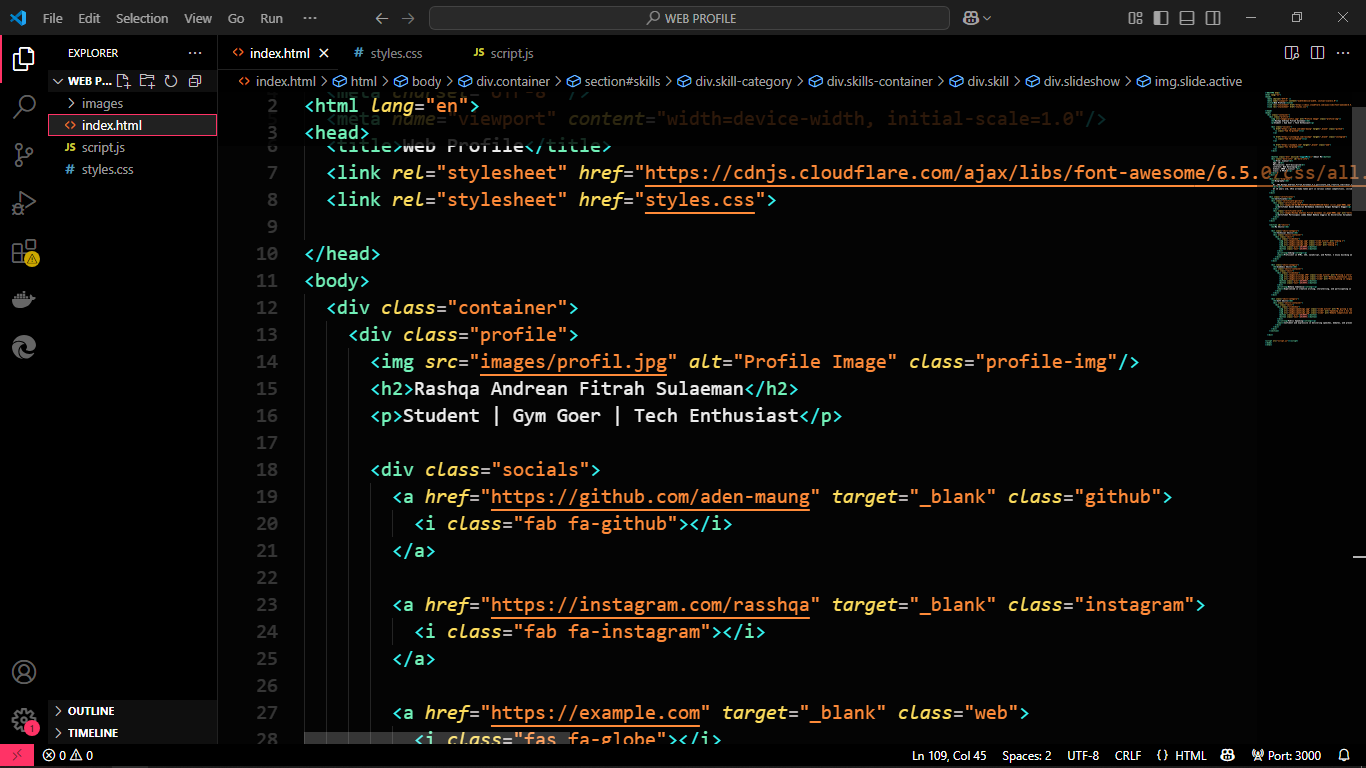 File Edit Selection View Go Run ··· WEB PROFILE
EXPLORER ···
WEB P...
images
index.html
script.js
styles.css
OUTLINE
TIMELINE
index.html # styles.css JS script.js
index.html > html > body > div.container > section#skills > div.skill-category > div.skills-container > div.skill > div.slideshow > img.slide.active
<meta charset="UTF-8" />
2 <html lang="en">
<meta name="viewport" content="width=device-width, initial-scale=1.0"/>
3 <head>
6 <title>Web Profile</title>
7 <link rel="stylesheet" href="https://cdnjs.cloudflare.com/ajax/libs/font-awesome/6.5.0/css/all.
8 <link rel="stylesheet" href="styles.css">
9
10 </head>
11 <body>
12 <div class="container">
13 <div class="profile">
14 <img src="images/profil.jpg" alt="Profile Image" class="profile-img"/>
15 <h2>Rashqa Andrean Fitrah Sulaeman</h2>
16 <p>Student | Gym Goer | Tech Enthusiast</p>
17
18 <div class="socials">
19 <a href="https://github.com/aden-maung" target="_blank" class="github">
20 <i class="fab fa-github"></i>
21 </a>
22
23 <a href="https://instagram.com/rasshqa" target="_blank" class="instagram">
24 <i class="fab fa-instagram"></i>
25 </a>
26
27 <a href="https://example.com" target="_blank" class="web">
28 <i class="fas fa-globe"></i>
1
0 0 Ln 109, Col 45 Spaces: 2 UTF-8 CRLF {} HTML Port: 3000